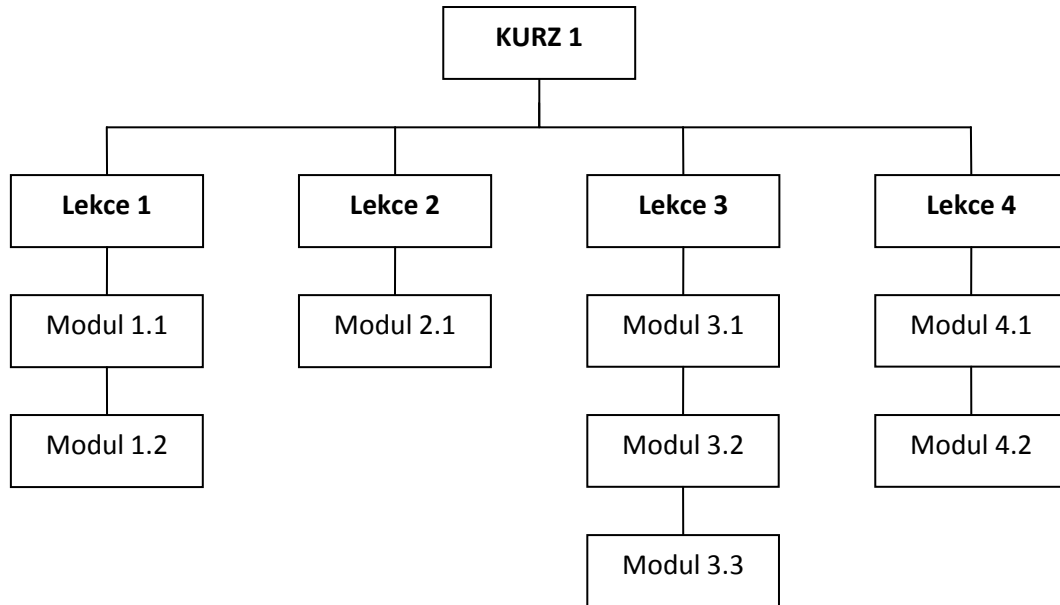 KURZ 1
Lekce 1
Lekce 2
Lekce 3
Lekce 4
Modul 1.1
Modul 2.1
Modul 3.1
Modul 4.1
Modul 1.2
Modul 3.2
Modul 4.2
Modul 3.3